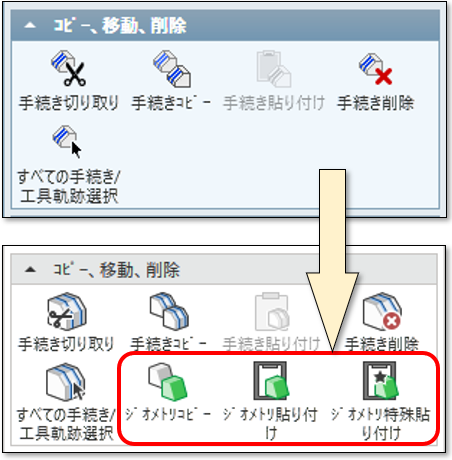 ｺﾋﾟｰ、移動、削除
手続き切り取り 手続きｺﾋﾟｰ 手続き貼り付け 手続き削除
すべての手続き/
工具軌跡選択
ｺﾋﾟｰ、移動、削除
手続き切り取り 手続きｺﾋﾟｰ 手続き貼り付け 手続き削除
すべての手続き/ ｼﾞｵﾒﾄﾘｺﾋﾟｰ ｼﾞｵﾒﾄﾘ貼り付 ｼﾞｵﾒﾄﾘ特殊貼
工具軌跡選択 け り付け